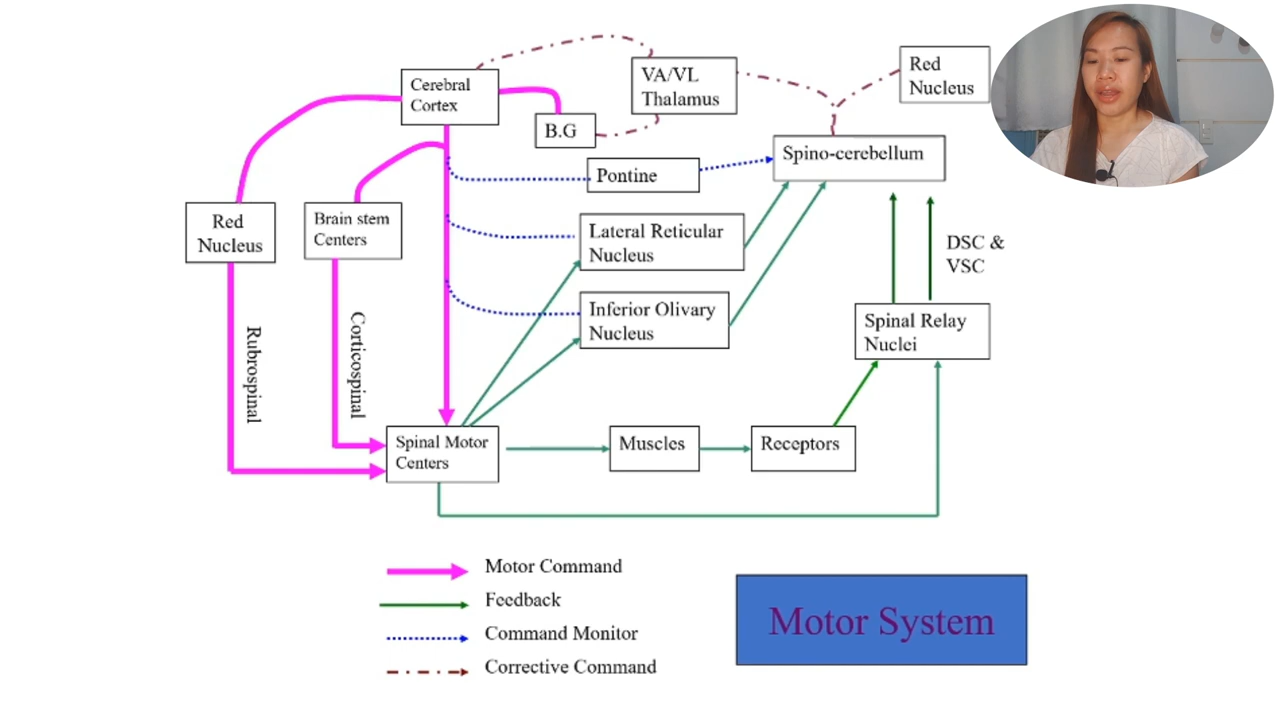 Cerebral
Cortex
B.G
VA/VL
Thalamus
Red
Nucleus
Spino-cerebellum
Pontine
Red
Nucleus
Brain stem
Centers
Lateral Reticular
Nucleus
DSC &
VSC
Inferior Olivary
Nucleus
Spinal Relay
Nuclei
Rubrospinal
Corticospinal
Spinal Motor
Centers
Muscles
Receptors
Motor Command
Feedback
Command Monitor
Corrective Command
Motor System